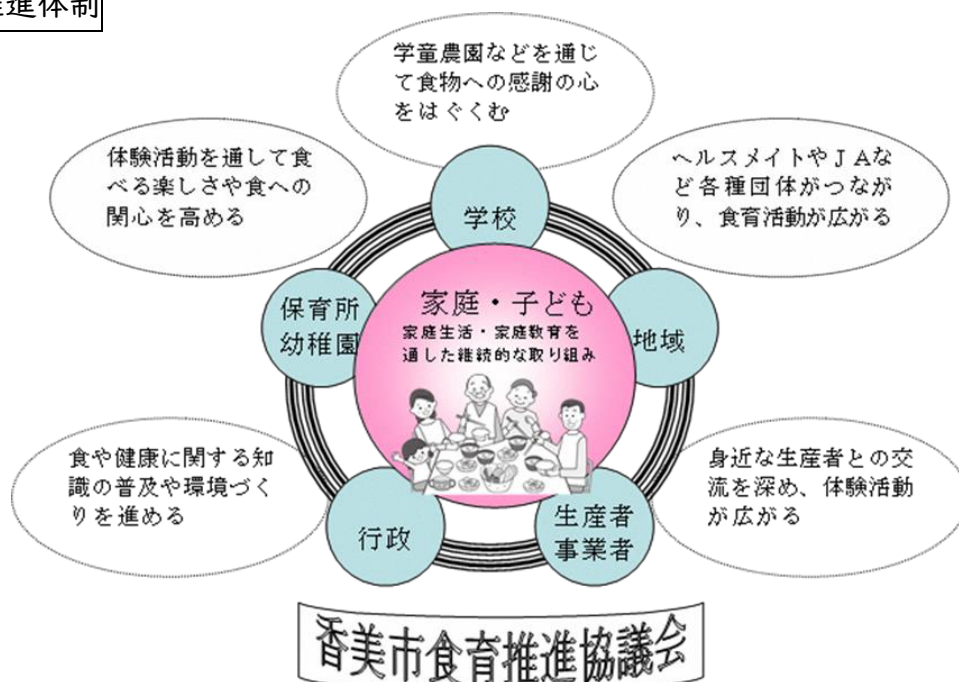 進体制
学童農園などを通じ
て食物への感謝の心
をはぐくむ
体験活動を通して食
べる楽しさや食への
関心を高める
ヘルスメイトやＪＡな
ど各種団体がつなが
り、食育活動が広がる
学校
保育所
幼稚園
家庭・子ども
家庭生活・家庭教育を
通した継続的な取り組み
地域
食や健康に関する知
識の普及や環境づく
りを進める
身近な生産者との交
流を深め、体験活動
が広がる
行政
生産者
事業者
香美市食育推進協議会